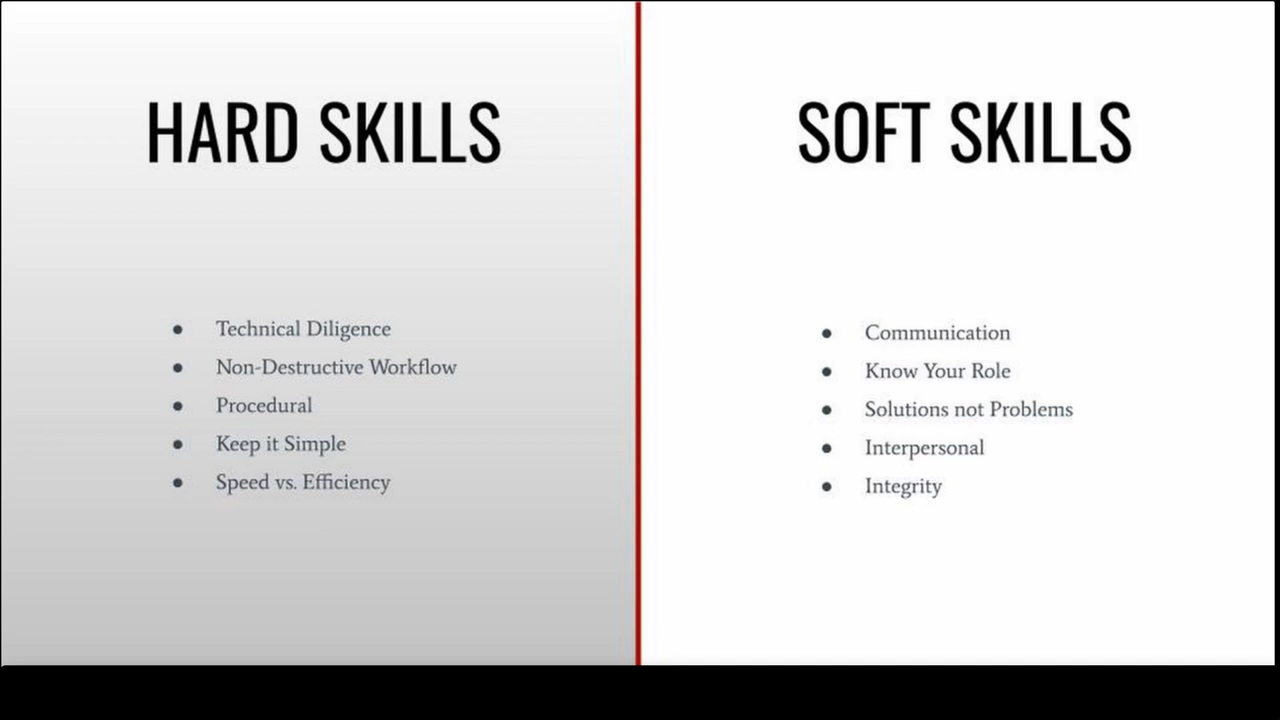 HARD SKILLS
Technical Diligence
Non-Destructive Workflow
Procedural
Keep it Simple
Speed vs. Efficiency
SOFT SKILLS
Communication
Know Your Role
Solutions not Problems
Interpersonal
Integrity